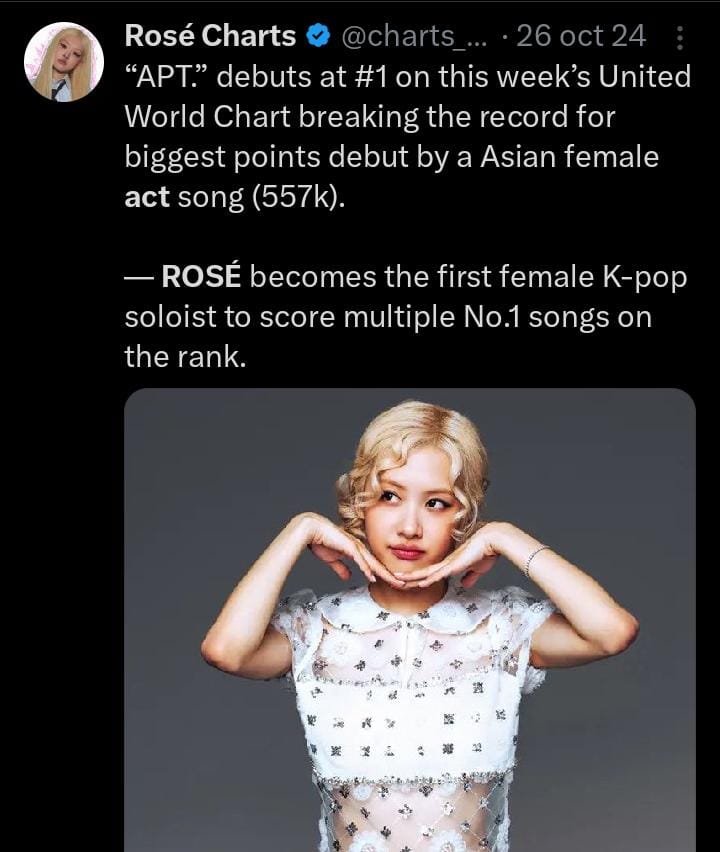 Rosé Charts @charts_... · 26 oct 24
“APT.” debuts at #1 on this week’s United
World Chart breaking the record for
biggest points debut by a Asian female
act song (557k).
— ROSÉ becomes the first female K-pop
soloist to score multiple No.1 songs on
the rank.